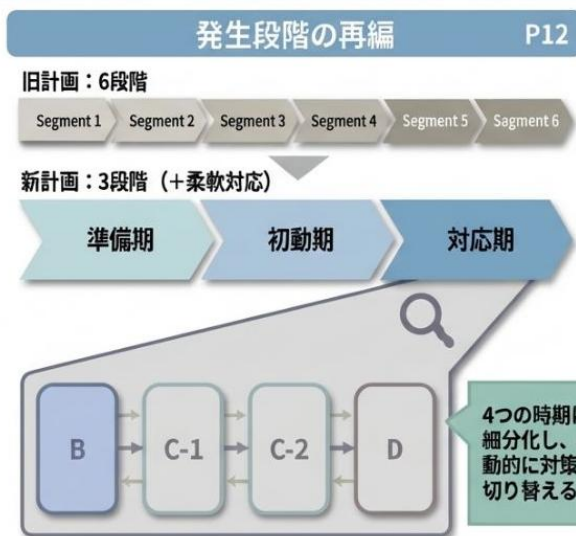 発生段階の再編 P12
旧計画：6段階
Segment 1 Segment 2 Segment 3 Segment 4 Segment 5 Sagment 6
新計画：3段階（＋柔軟対応）
準備期 初動期 対応期
B C-1 C-2 D
4つの時期に
細分化し、
動的に対策
切り替える